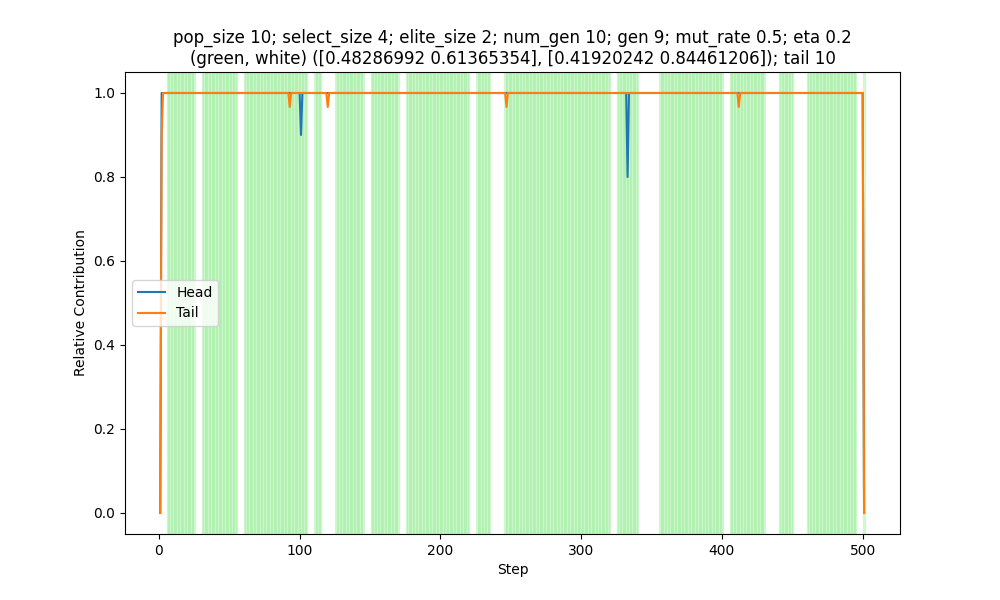 pop_size 10; select_size 4; elite_size 2; num_gen 10; gen 9; mut_rate 0.5; eta 0.2
(green, white) ([0.48286992 0.61365354], [0.41920242 0.84461206]); tail 10
1.0
0.8
0.6
0.4
0.2
0.0
Relative Contribution
Head
Tail
0
100
200
300
400
500
Step